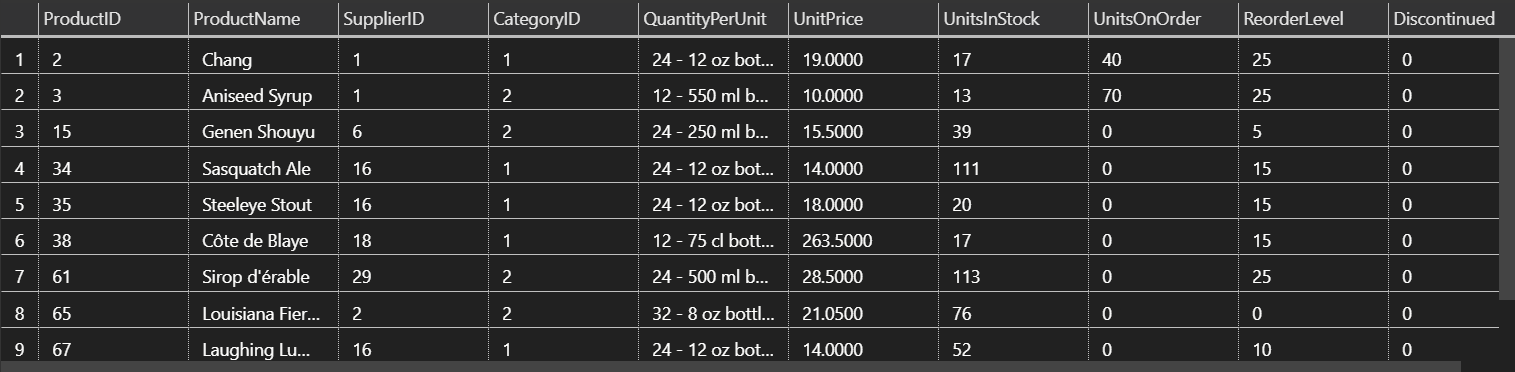 ProductID ProductName SupplierID CategoryID QuantityPerUnit UnitPrice UnitsInStock UnitsOnOrder ReorderLevel Discontinued
1 2 Chang 1 1 24 - 12 oz bot... 19.0000 17 40 25 0
2 3 Aniseed Syrup 1 2 12 - 550 ml b... 10.0000 13 70 25 0
3 15 Genen Shouyu 6 2 24 - 250 ml b... 15.5000 39 0 5 0
4 34 Sasquatch Ale 16 1 24 - 12 oz bot... 14.0000 111 0 15 0
5 35 Steeleye Stout 16 1 24 - 12 oz bot... 18.0000 20 0 15 0
6 38 Côte de Blaye 18 1 12 - 75 cl bott... 263.5000 17 0 15 0
7 61 Sirop d'érable 29 2 24 - 500 ml b... 28.5000 113 0 25 0
8 65 Louisiana Fier... 2 2 32 - 8 oz bottl... 21.0500 76 0 0 0
9 67 Laughing Lu... 16 1 24 - 12 oz bot... 14.0000 52 0 10 0